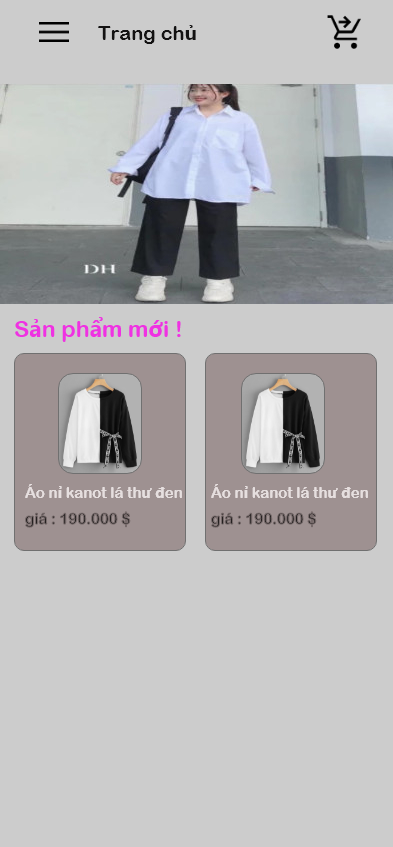 Trang chủ
DH
Sản phẩm mới !
Áo nỉ kanot lá thư đen
giá : 190.000 $
Áo nỉ kanot lá thư đen
giá : 190.000 $